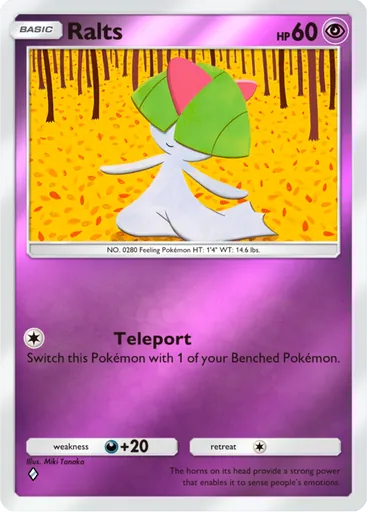 BASIC Ralts HP 60
NO. 0280 Feeling Pokémon HT: 1'4" WT: 14.6 lbs.
Teleport
Switch this Pokémon with 1 of your Benched Pokémon.
weakness +20 retreat
Illus. Miki Tanaka
The horns on its head provide a strong power
that enables it to sense people's emotions.